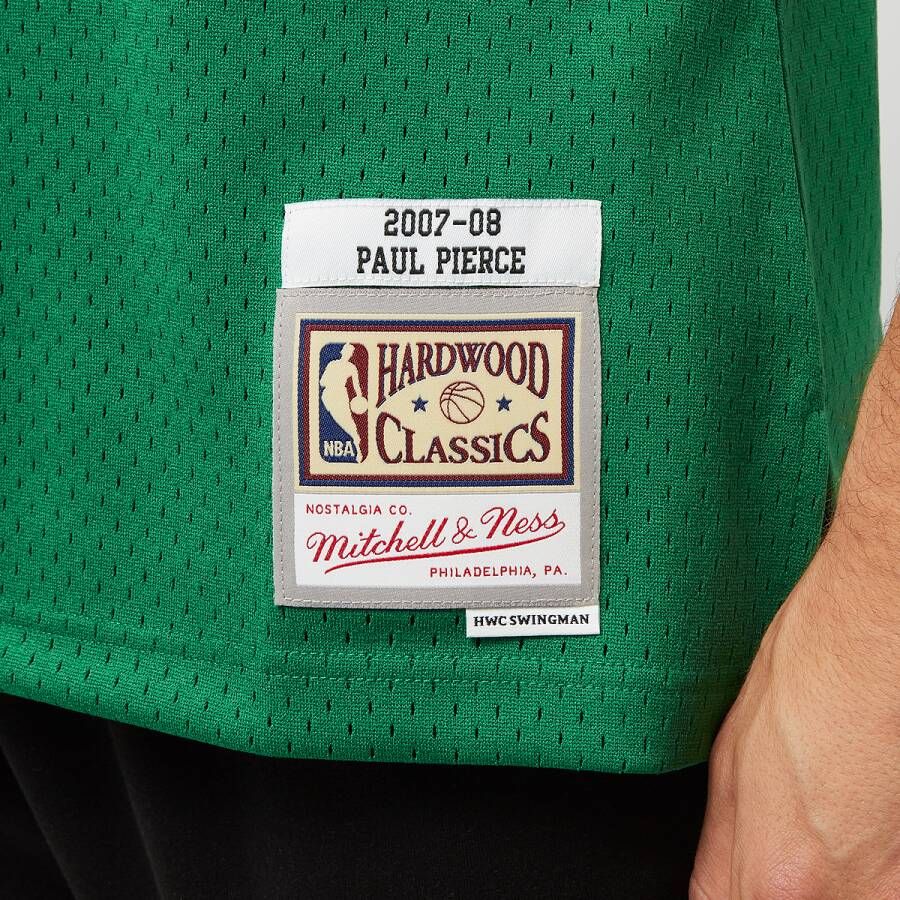 2007-08
PAUL PIERCE
HARDWOOD
CLASSICS
NBA
NOSTALGIA CO.
Mitchell & Ness
PHILADELPHIA, PA.
HWC SWINGMAN